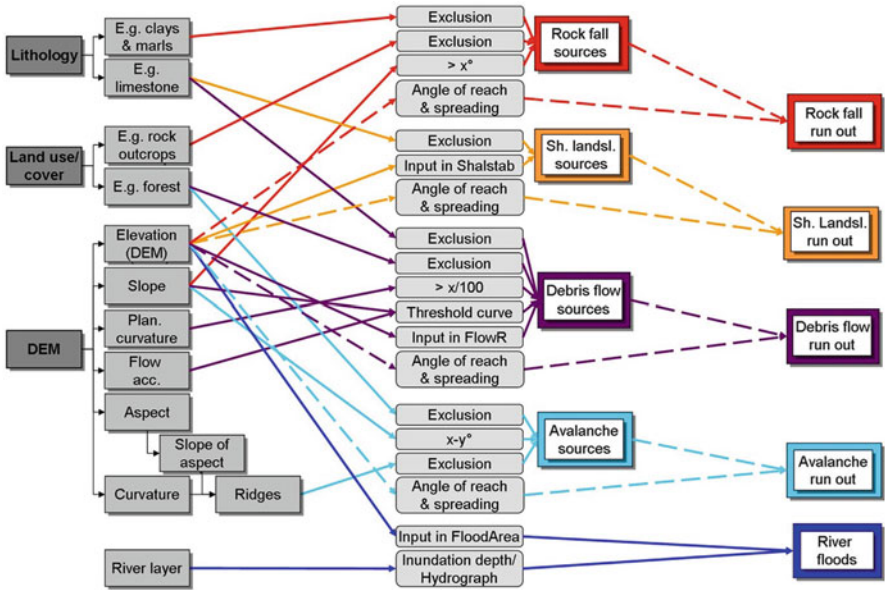 Lithology
E.g. clays
& marls
E.g.
limestone
Land use/
cover
E.g. rock
outcrops
E.g. forest
DEM
Elevation
(DEM)
Slope
Plan.
curvature
Flow
acc.
Aspect
Slope of
aspect
Curvature
Ridges
River layer
Exclusion
Exclusion
> x°
Angle of reach
& spreading
Exclusion
Input in Shalstab
Angle of reach
& spreading
Exclusion
Exclusion
> x/100
Threshold curve
Input in FlowR
Angle of reach
& spreading
Exclusion
x-y°
Exclusion
Angle of reach
& spreading
Input in FloodArea
Inundation depth/
Hydrograph
Rock fall
sources
Sh. landsl.
sources
Debris flow
sources
Avalanche
sources
Rock fall
run out
Sh. Landsl.
run out
Debris flow
run out
Avalanche
run out
River
floods